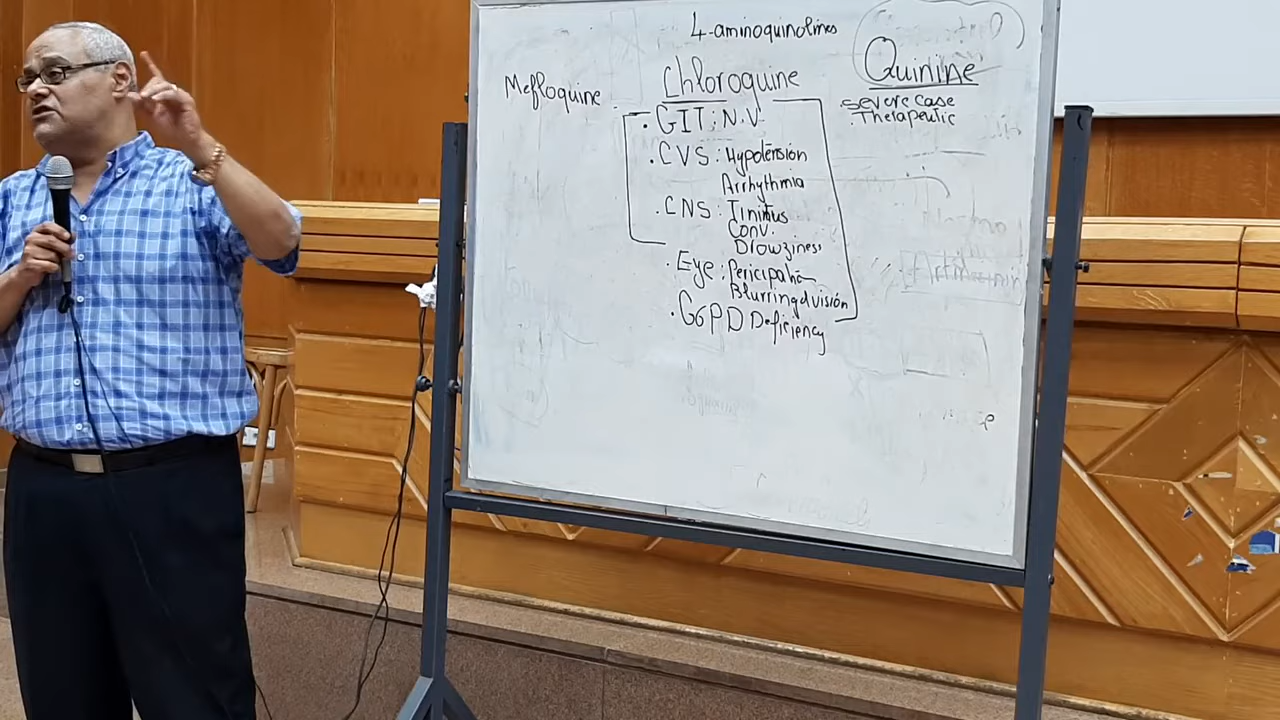 4-aminoquinolines
Mefloquine
Chloroquine
Quinine
severe case
Therapeutic
. GIT: N.V.
. CVS: Hypotension
Arrhythmia
. CNS: Tinitus
Conv.
Drowziness
. Eye:
Blurring of vision
. G6PD Deficiency